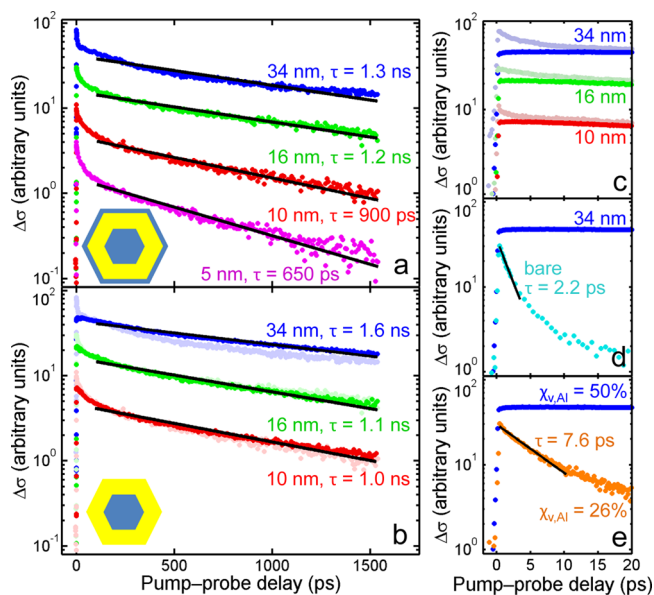 10²
10¹
10⁰
10⁻¹
Δσ (arbitrary units)
34 nm, τ = 1.3 ns
16 nm, τ = 1.2 ns
10 nm, τ = 900 ps
5 nm, τ = 650 ps
a
10²
10¹
10⁰
10⁻¹
Δσ (arbitrary units)
34 nm, τ = 1.6 ns
16 nm, τ = 1.1 ns
10 nm, τ = 1.0 ns
b
0 500 1000 1500
Pump–probe delay (ps)
10²
10¹
10⁰
Δσ (arbitrary units)
34 nm
16 nm
10 nm
c
10²
10¹
10⁰
Δσ (arbitrary units)
34 nm
bare
τ = 2.2 ps
d
10²
10¹
10⁰
Δσ (arbitrary units)
χv,Al = 50%
τ = 7.6 ps
χv,Al = 26%
e
0 5 10 15 20
Pump–probe delay (ps)